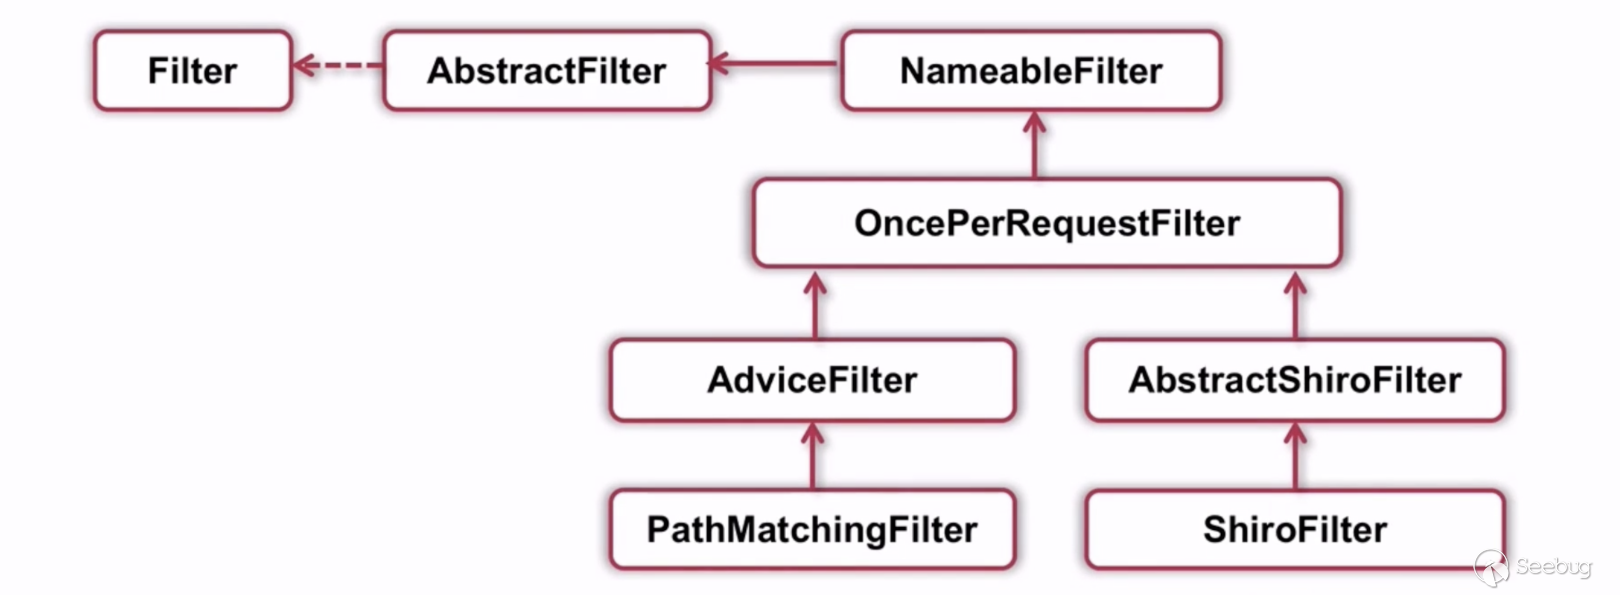 Filter
AbstractFilter
NameableFilter
OncePerRequestFilter
AdviceFilter
AbstractShiroFilter
PathMatchingFilter
ShiroFilter
Seebug